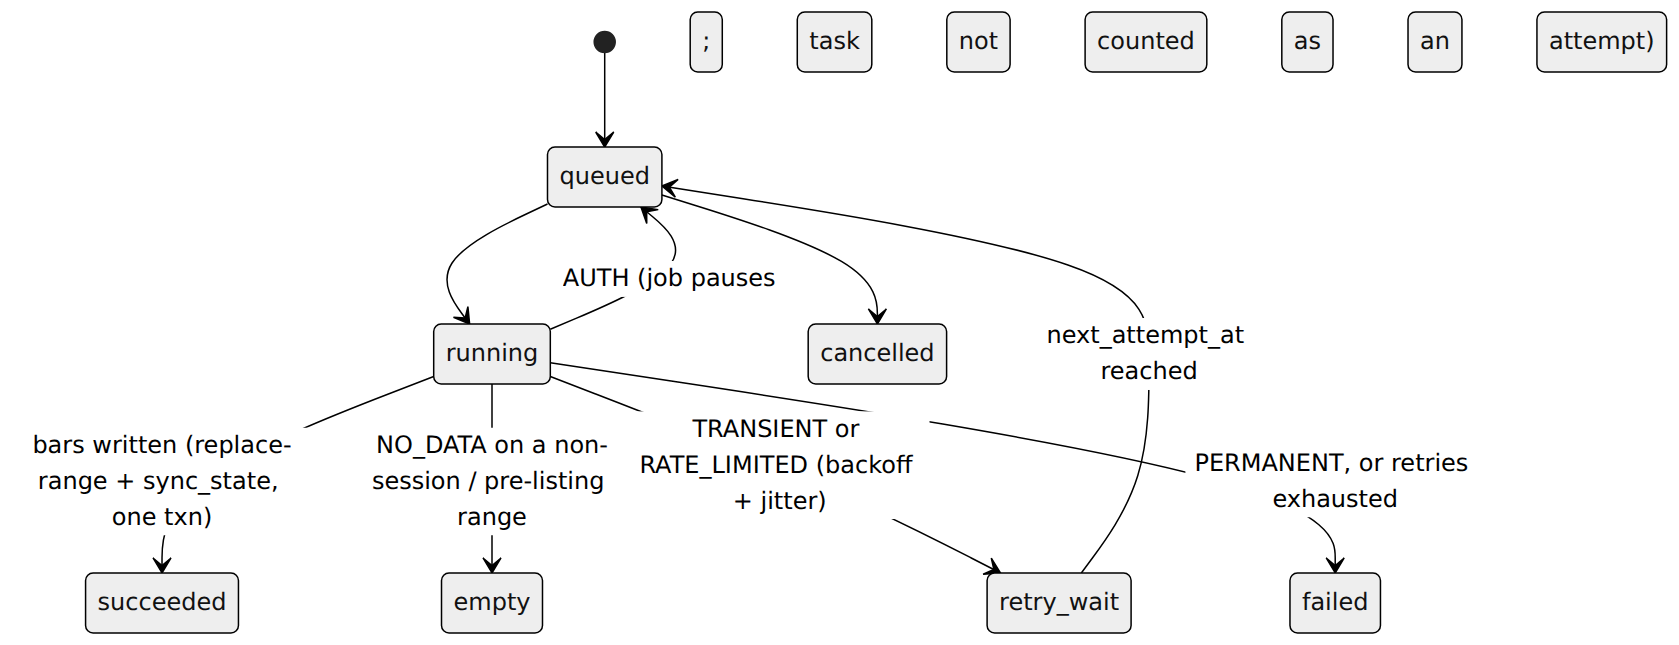 ;
task
not
counted
as
an
attempt)
queued
AUTH (job pauses
running
cancelled
next_attempt_at
reached
bars written (replace-
range + sync_state,
one txn)
NO_DATA on a non-
session / pre-listing
range
TRANSIENT or
RATE_LIMITED (backoff
+ jitter)
PERMANENT, or retries
exhausted
succeeded
empty
retry_wait
failed